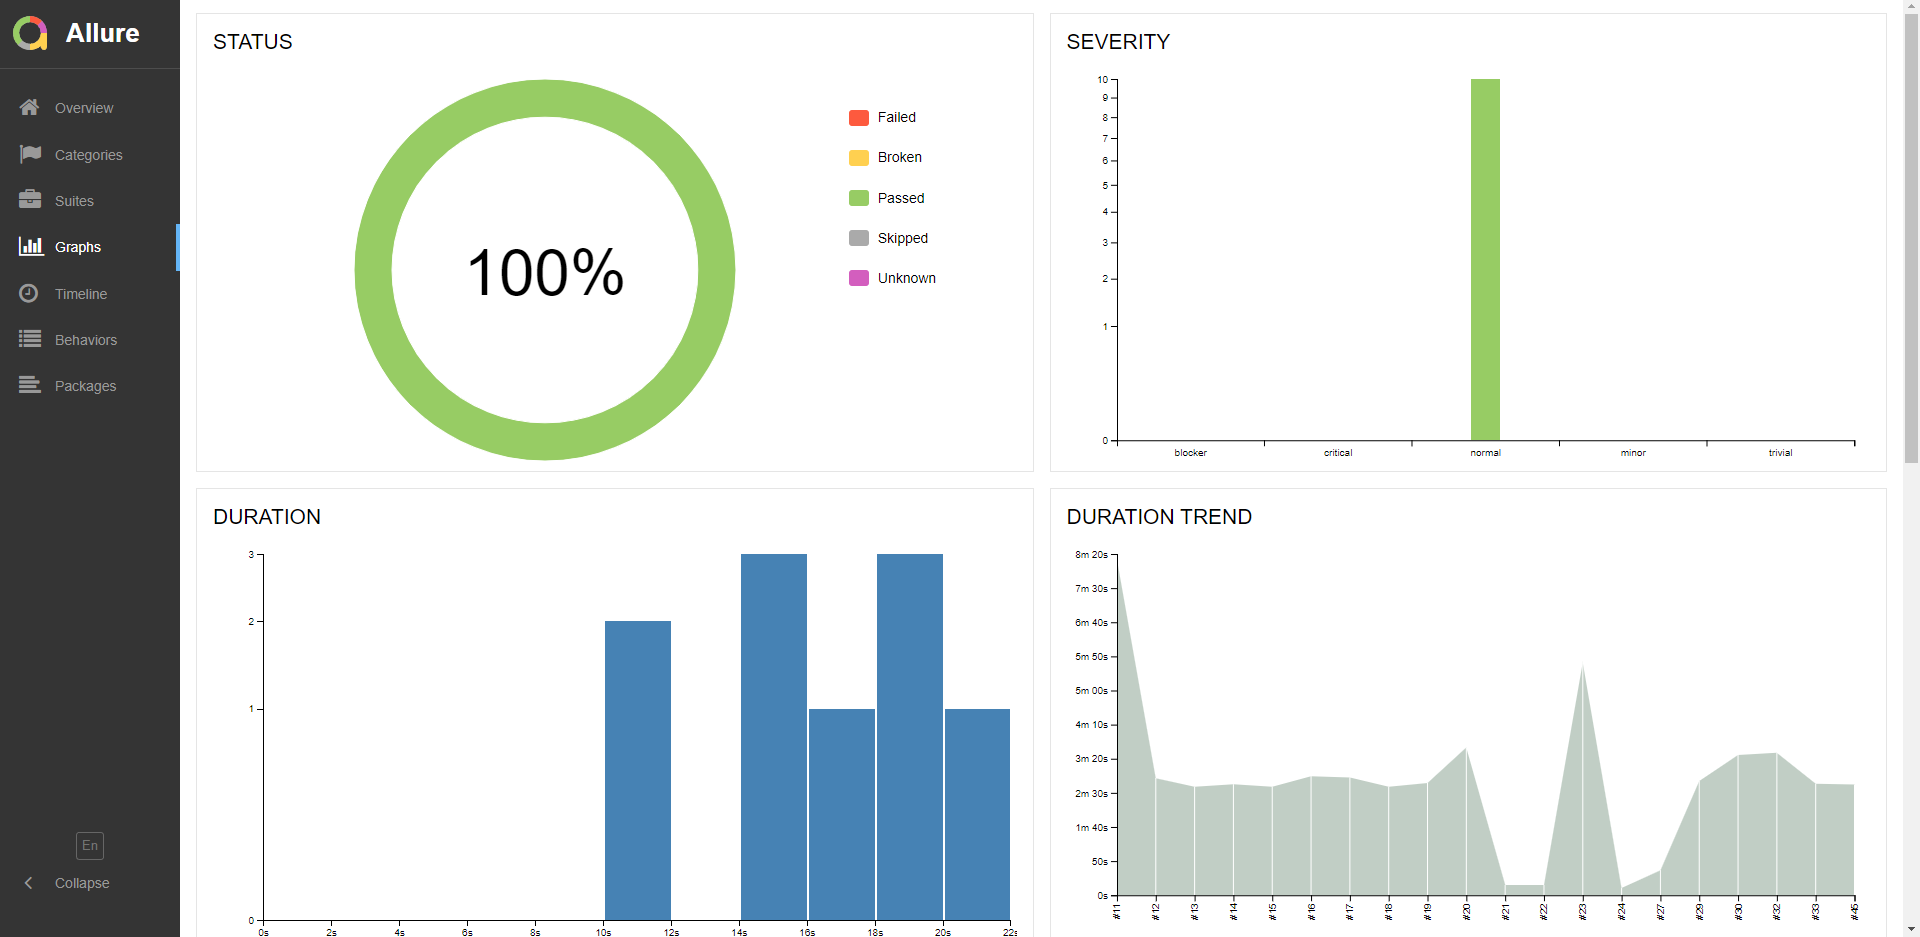 Allure
Overview
Categories
Suites
Graphs
Timeline
Behaviors
Packages
En
Collapse
STATUS
100%
Failed
Broken
Passed
Skipped
Unknown
SEVERITY
10
9
8
7
6
5
4
3
2
1
0
blocker critical normal minor trivial
DURATION
3
2
1
0
0s 2s 4s 6s 8s 10s 12s 14s 16s 18s 20s 22s
DURATION TREND
8m 20s
7m 30s
6m 40s
5m 50s
5m 00s
4m 10s
3m 20s
2m 30s
1m 40s
50s
0s
#11 #12 #13 #14 #15 #16 #17 #18 #19 #20 #21 #22 #23 #24 #27 #29 #30 #32 #33 #45